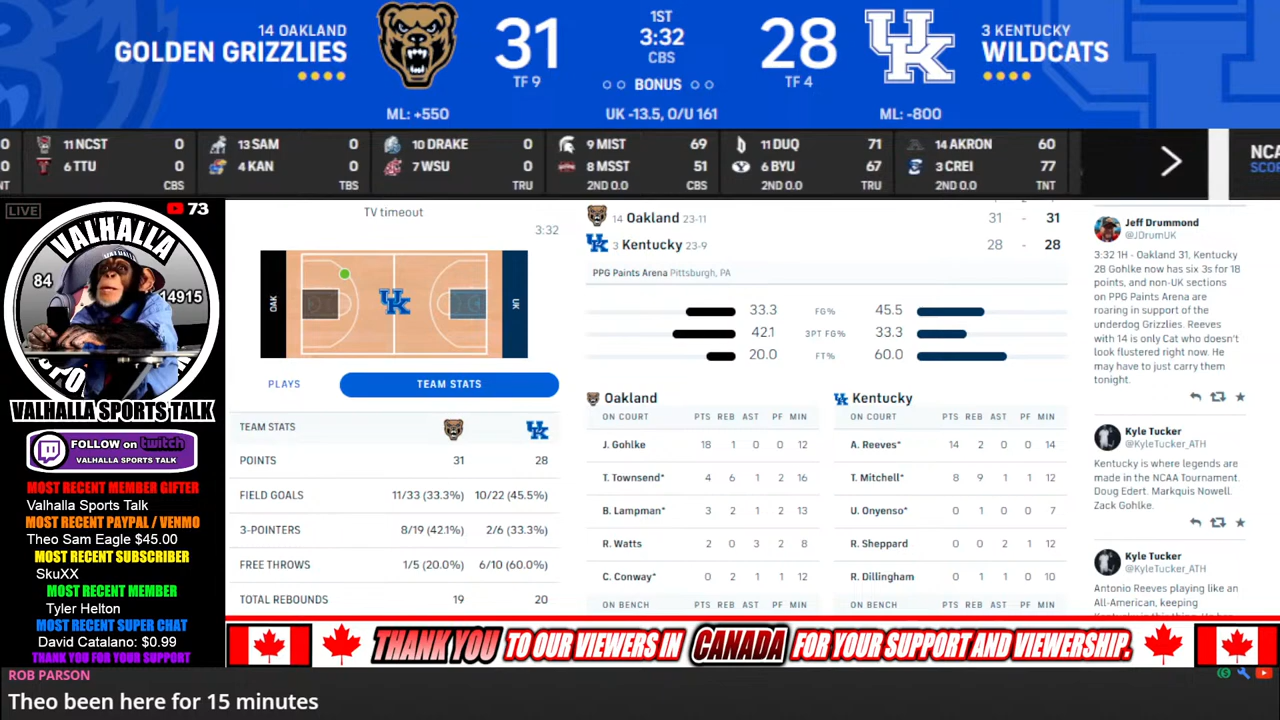 14 OAKLAND
GOLDEN GRIZZLIES
31
TF 9
ML: +550
1ST
3:32
CBS
BONUS
UK -13.5, O/U 161
28
TF 4
ML: -800
3 KENTUCKY
WILDCATS
11 NCST 0
6 TTU 0
CBS
13 SAM 0
4 KAN 0
TBS
10 DRAKE 0
7 WSU 0
TRU
9 MIST 69
8 MSST 51
2ND 0.0 CBS
11 DUQ 71
6 BYU 67
2ND 0.0 TRU
14 AKRON 60
3 CREI 77
2ND 0.0 TNT
LIVE
73
VALHALLA
84
14915
VALHALLA SPORTS TALK
FOLLOW on twitch
VALHALLA SPORTS TALK
MOST RECENT MEMBER GIFTER
Valhalla Sports Talk
MOST RECENT PAYPAL / VENMO
Theo Sam Eagle $45.00
MOST RECENT SUBSCRIBER
SkuXX
MOST RECENT MEMBER
Tyler Helton
MOST RECENT SUPER CHAT
David Catalano: $0.99
THANK YOU FOR YOUR SUPPORT
TV timeout
3:32
OAK
UK
UK
PLAYS
TEAM STATS
TEAM STATS
POINTS 31 28
FIELD GOALS 11/33 (33.3%) 10/22 (45.5%)
3-POINTERS 8/19 (42.1%) 2/6 (33.3%)
FREE THROWS 1/5 (20.0%) 6/10 (60.0%)
TOTAL REBOUNDS 19 20
14 Oakland 23-11 31 - 31
3 Kentucky 23-9 28 - 28
PPG Paints Arena Pittsburgh, PA
33.3 FG% 45.5
42.1 3PT FG% 33.3
20.0 FT% 60.0
Oakland
ON COURT PTS REB AST PF MIN
J. Gohlke 18 1 0 0 12
T. Townsend* 4 6 1 2 16
B. Lampman* 3 2 1 2 13
R. Watts 2 0 3 2 8
C. Conway* 0 2 1 1 12
ON BENCH PTS REB AST PF MIN
Kentucky
ON COURT PTS REB AST PF MIN
A. Reeves* 14 2 0 0 14
T. Mitchell* 8 9 1 1 12
U. Onyenso* 0 1 0 0 7
R. Sheppard 0 0 2 1 12
R. Dillingham 0 1 1 0 10
ON BENCH PTS REB AST PF MIN
Jeff Drummond
@JDrumUK
3:32 1H - Oakland 31, Kentucky
28 Gohlke now has six 3s for 18
points, and non-UK sections
on PPG Paints Arena are
roaring in support of the
underdog Grizzlies. Reeves
with 14 is only Cat who doesn't
look flustered right now. He
may have to just carry them
tonight.
Kyle Tucker
@KyleTucker_ATH
Kentucky is where legends are
made in the NCAA Tournament.
Doug Edert. Markquis Nowell.
Zack Gohlke.
Kyle Tucker
@KyleTucker_ATH
Antonio Reeves playing like an
All-American, keeping
THANK YOU TO OUR VIEWERS IN CANADA FOR YOUR SUPPORT AND VIEWERSHIP.
ROB PARSON
Theo been here for 15 minutes